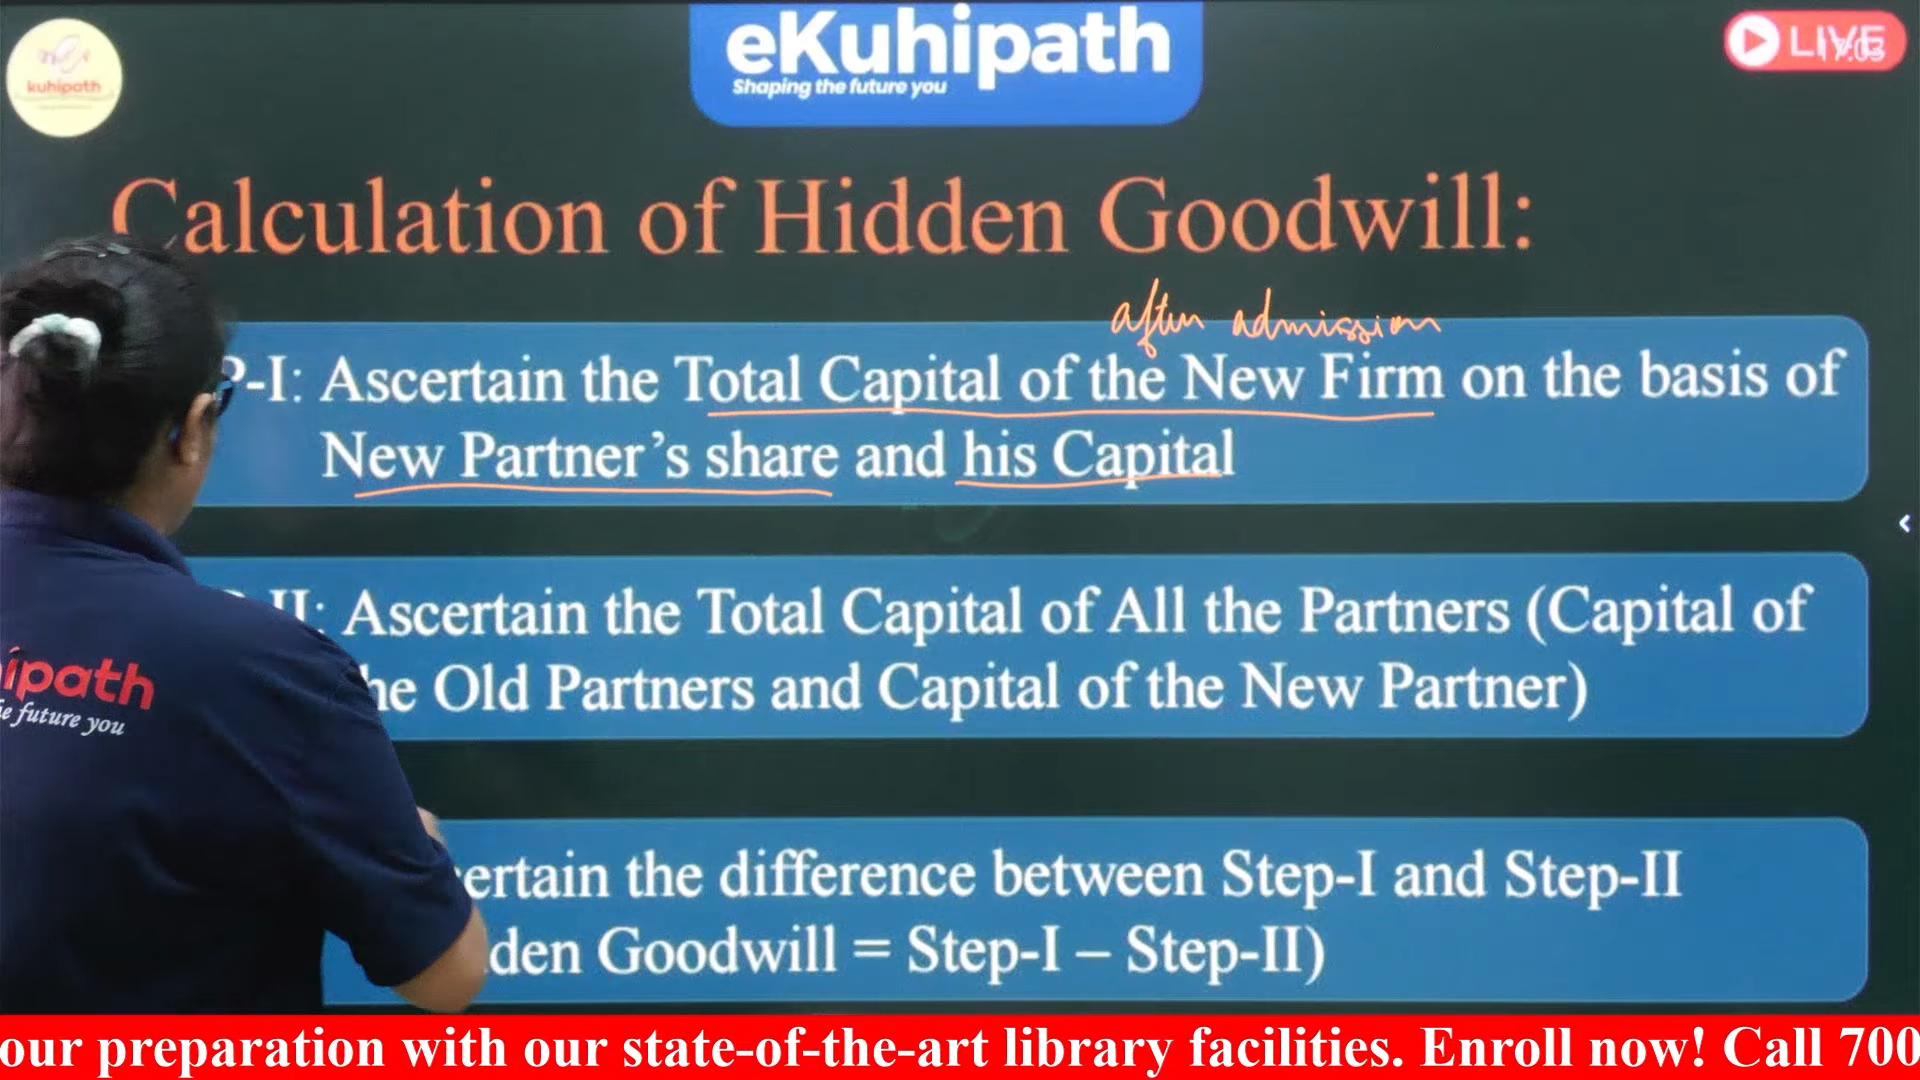 eKuhipath
Shaping the future you
kuhipath
LIVE
Calculation of Hidden Goodwill:
after admission
P-I: Ascertain the Total Capital of the New Firm on the basis of
New Partner's share and his Capital
P-II: Ascertain the Total Capital of All the Partners (Capital of
he Old Partners and Capital of the New Partner)
ipath
e future you
certain the difference between Step-I and Step-II
dden Goodwill = Step-I – Step-II)
our preparation with our state-of-the-art library facilities. Enroll now! Call 700